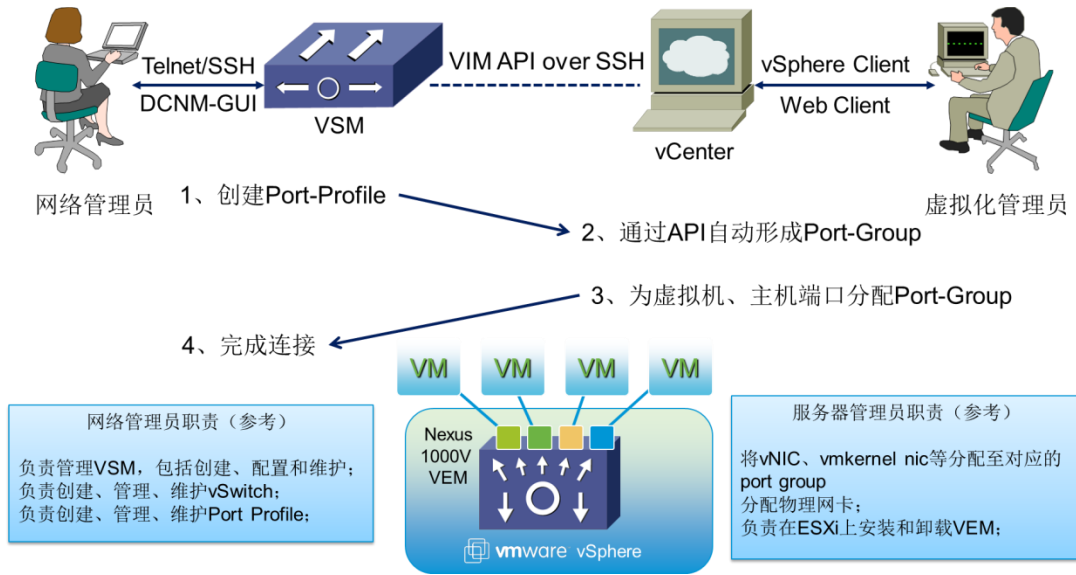 Telnet/SSH
DCNM-GUI
VSM
VIM API over SSH
vCenter
vSphere Client
Web Client
网络管理员
虚拟化管理员
1、创建Port-Profile
2、通过API自动形成Port-Group
3、为虚拟机、主机端口分配Port-Group
4、完成连接
VM
VM
VM
VM
Nexus
1000V
VEM
vmware vSphere
网络管理员职责（参考）
负责管理VSM，包括创建、配置和维护；
负责创建、管理、维护vSwitch；
负责创建、管理、维护Port Profile；
服务器管理员职责（参考）
将vNIC、vmkernel nic等分配至对应的
port group
分配物理网卡；
负责在ESXi上安装和卸载VEM；